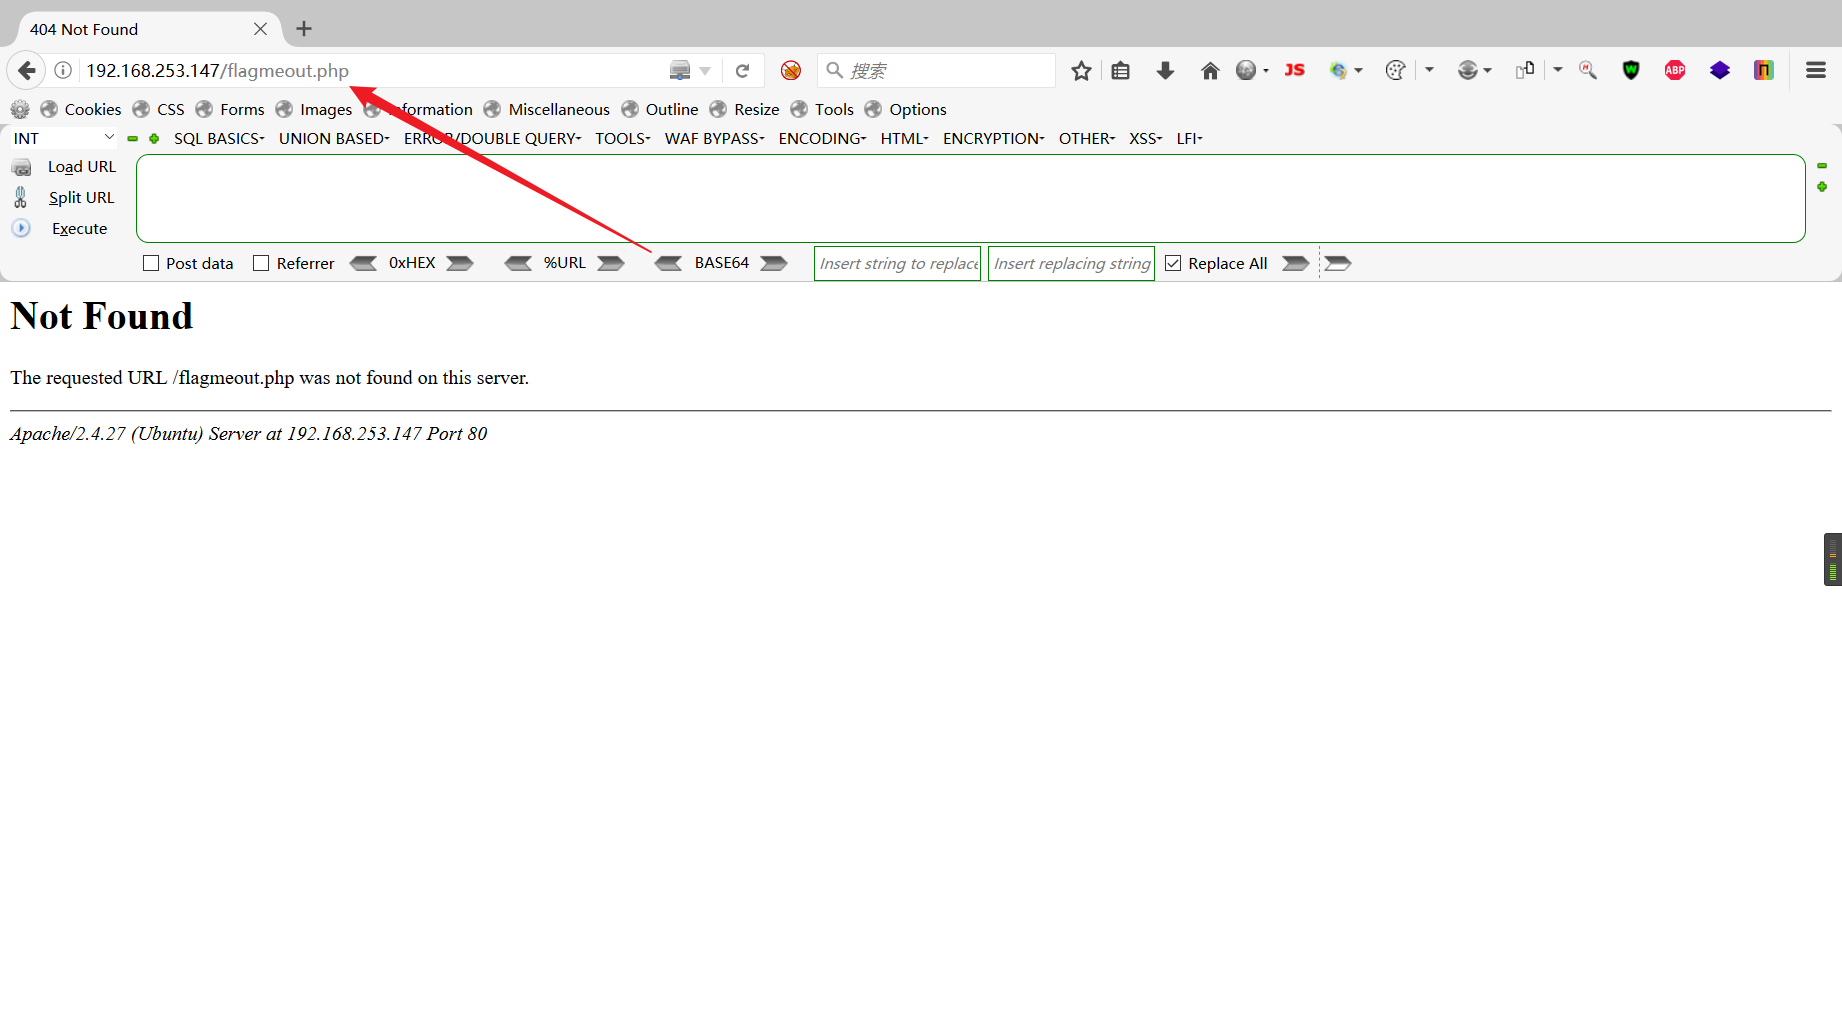 404 Not Found
192.168.253.147/flagmeout.php 搜索 JS ABP
Cookies CSS Forms Images Information Miscellaneous Outline Resize Tools Options
INT SQL BASICS UNION BASED ERROR/DOUBLE QUERY TOOLS WAF BYPASS ENCODING HTML ENCRYPTION OTHER XSS LFI
Load URL
Split URL
Execute
Post data Referrer 0xHEX %URL BASE64 Insert string to replace Insert replacing string Replace All
Not Found
The requested URL /flagmeout.php was not found on this server.
Apache/2.4.27 (Ubuntu) Server at 192.168.253.147 Port 80